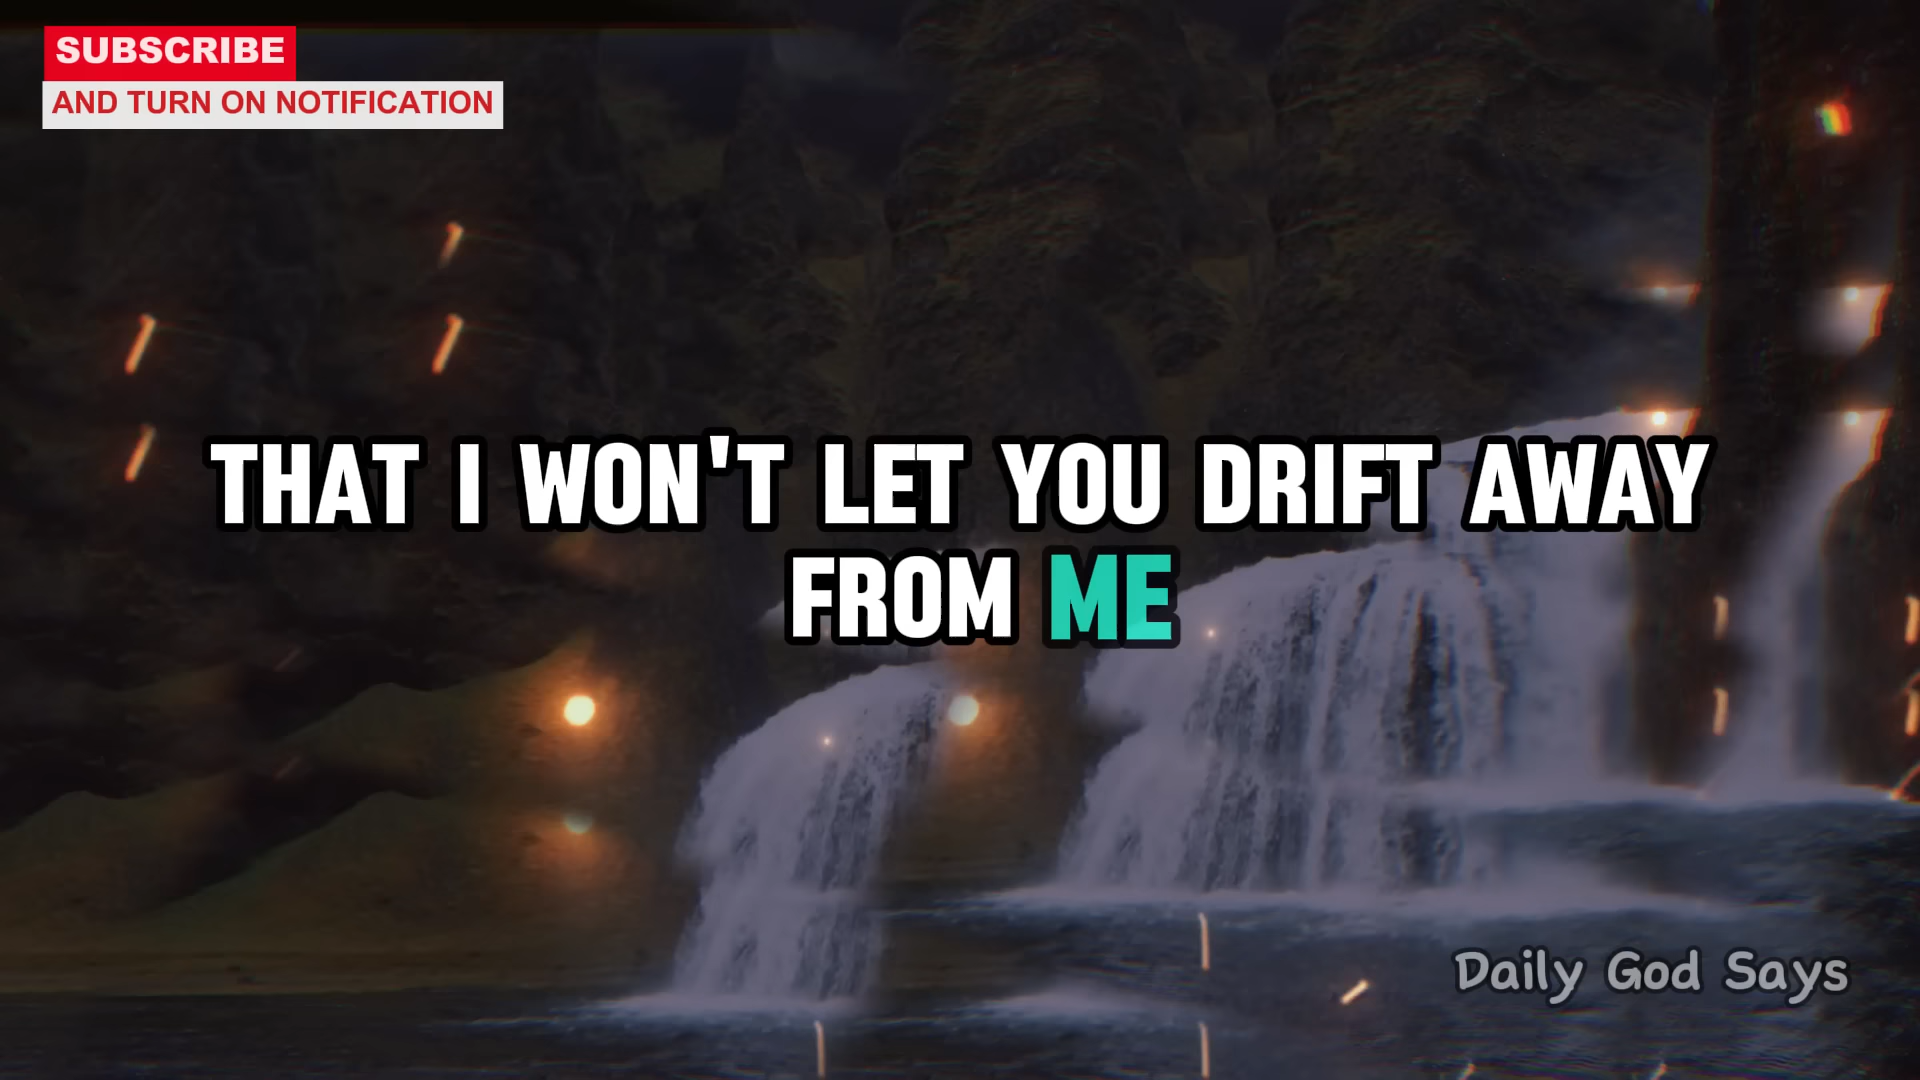 SUBSCRIBE
AND TURN ON NOTIFICATION
THAT I WON'T LET YOU DRIFT AWAY
FROM ME
Daily God Says